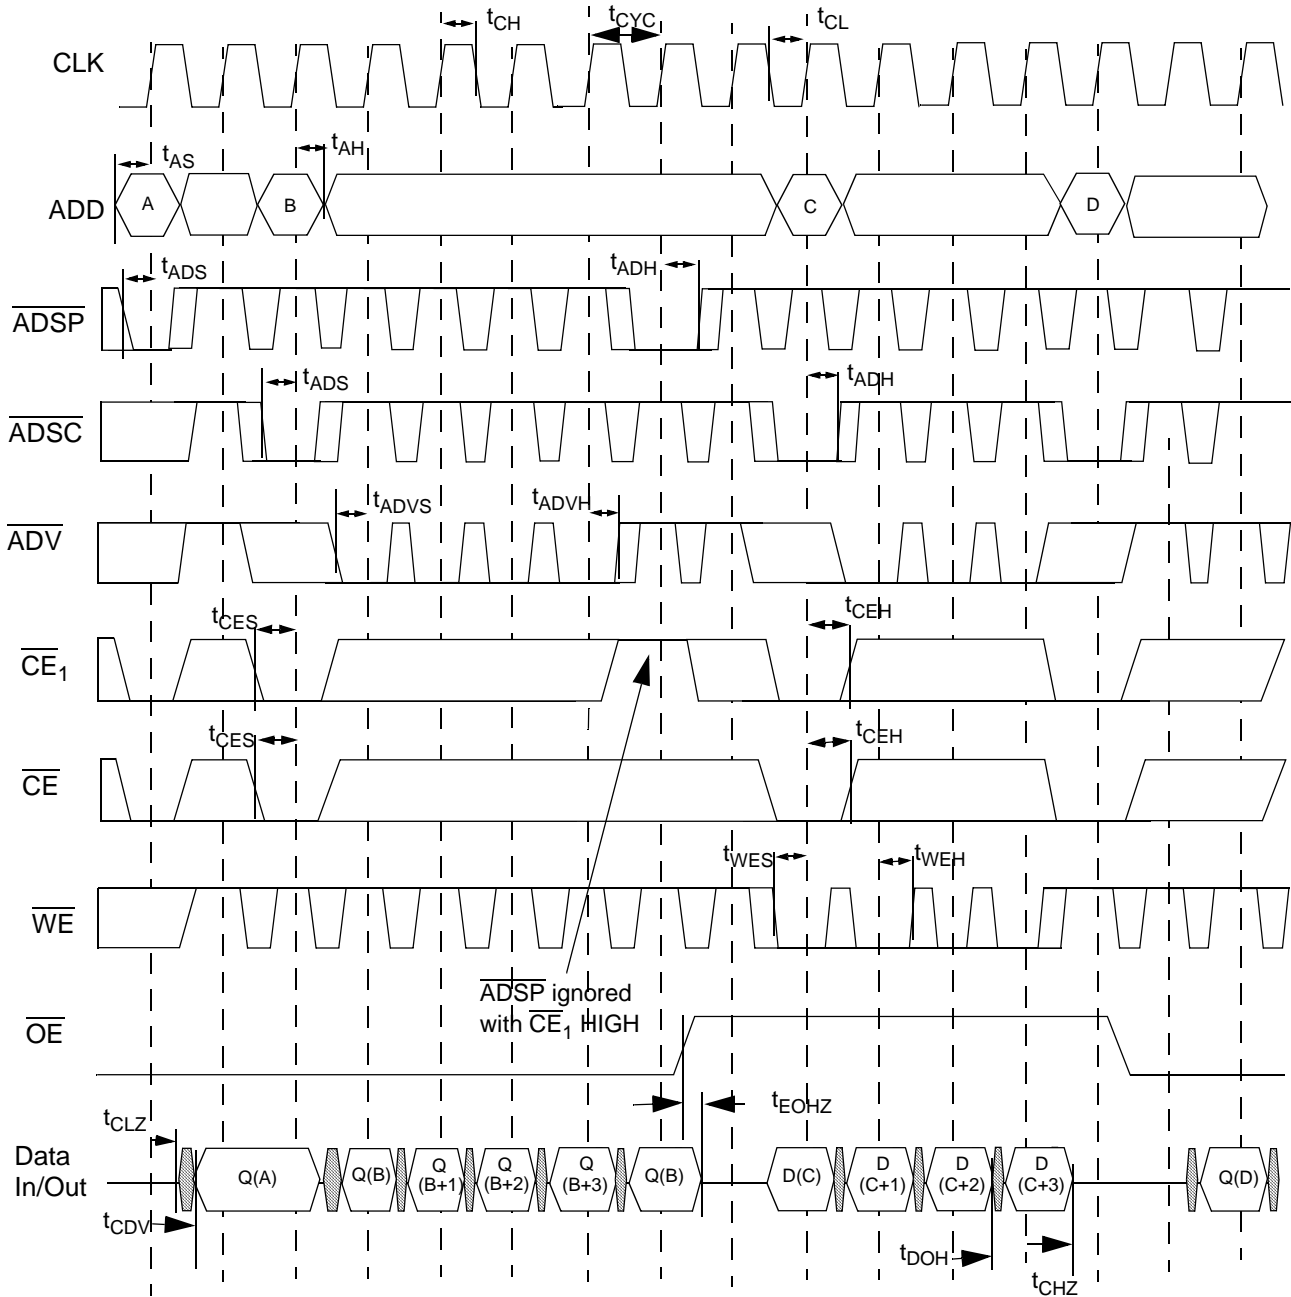 tCH
tCYC
tCL
CLK
tAS
tAH
ADD
A
B
C
D
tADS
tADH
ADSP
tADS
tADH
ADSC
tADVS
tADVH
ADV
tCES
tCEH
CE1
tCES
tCEH
CE
tWES
tWEH
WE
ADSP ignored
with CE1 HIGH
OE
tCLZ
tEOHZ
Data
In/Out
Q(A)
Q(B)
Q
(B+1)
Q
(B+2)
Q
(B+3)
Q(B)
D(C)
D
(C+1)
D
(C+2)
D
(C+3)
Q(D)
tCDV
tDOH
tCHZ